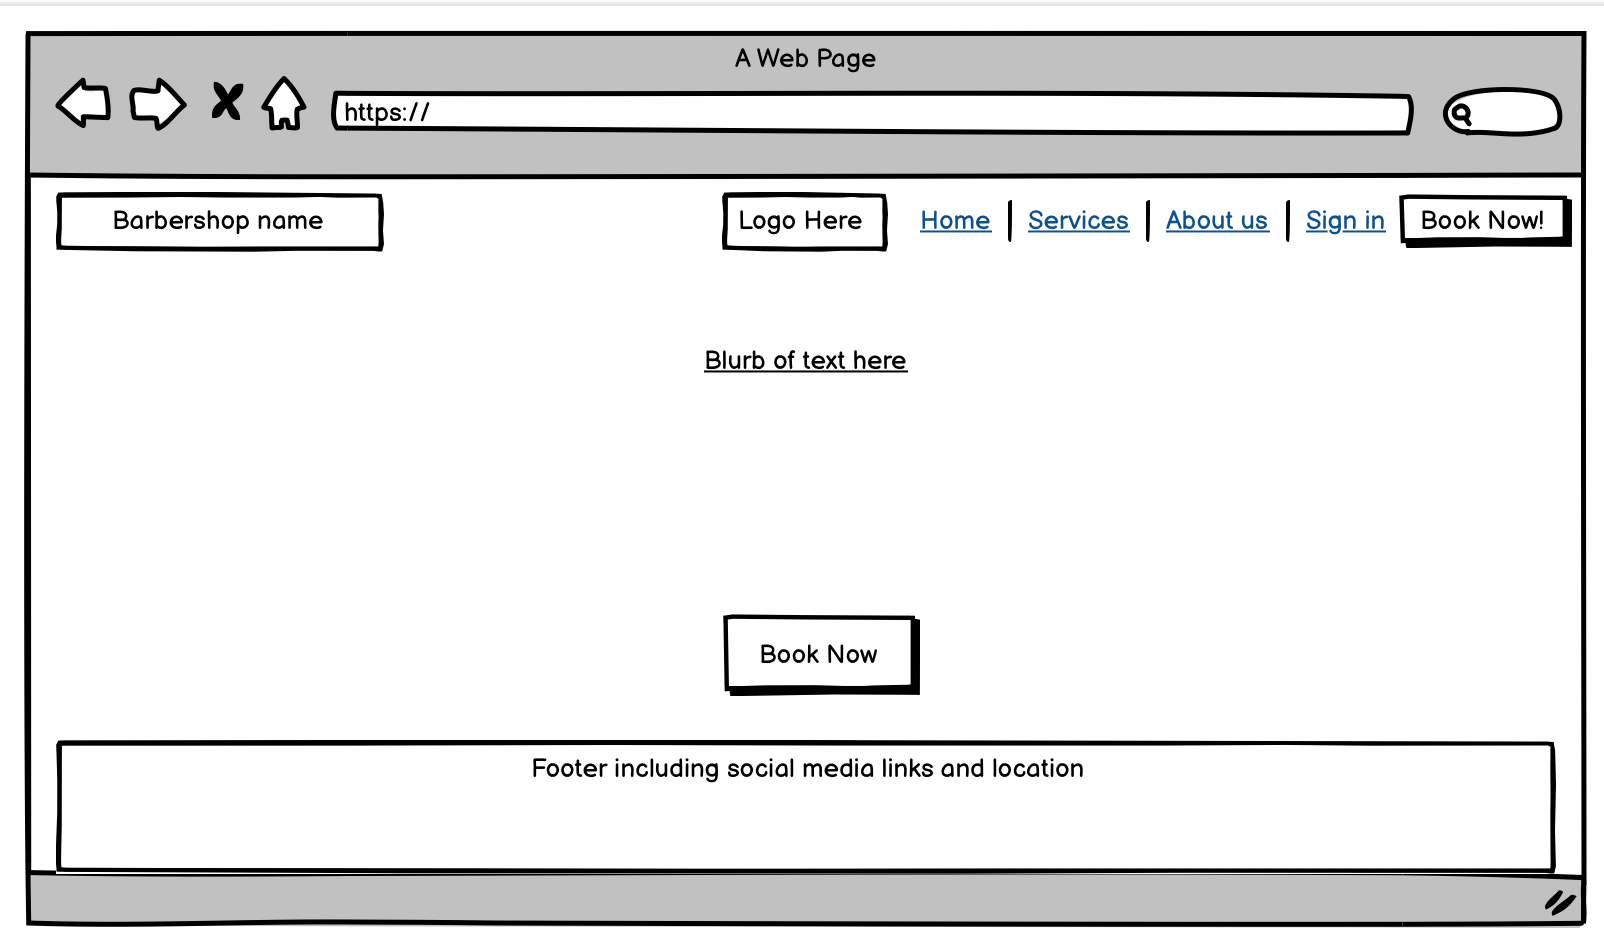 A Web Page
https://
Barbershop name
Logo Here
Home
Services
About us
Sign in
Book Now!
Blurb of text here
Book Now
Footer including social media links and location